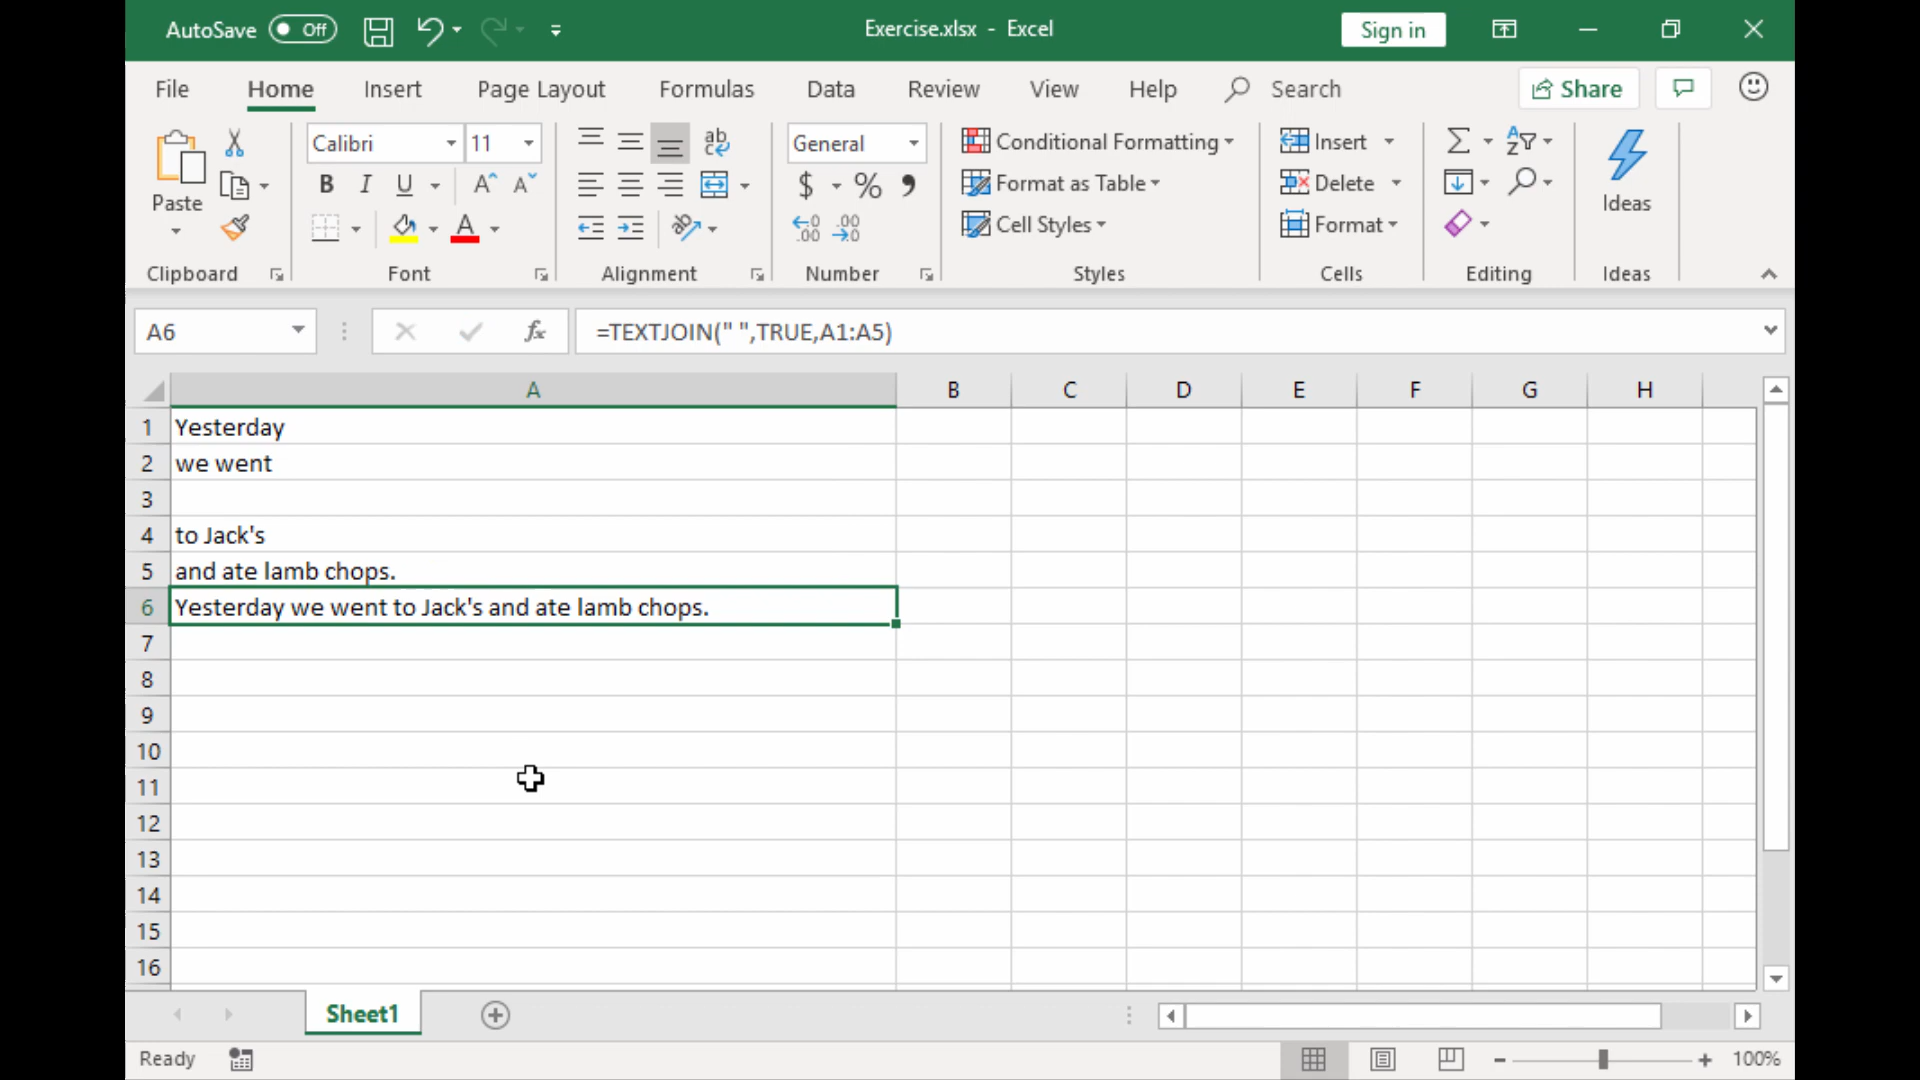 AutoSave Off Exercise.xlsx - Excel Sign in
File Home Insert Page Layout Formulas Data Review View Help Search Share
Paste Calibri 11 ab c General Conditional Formatting Insert Σ A Z Ideas
B I U A A $ % , Format as Table Delete
A .00 .00 Cell Styles Format
Clipboard Font Alignment Number Styles Cells Editing Ideas
A6 fx =TEXTJOIN(" ",TRUE,A1:A5)
A B C D E F G H
1 Yesterday
2 we went
3
4 to Jack's
5 and ate lamb chops.
6 Yesterday we went to Jack's and ate lamb chops.
7
8
9
10
11
12
13
14
15
16
Sheet1
Ready 100%